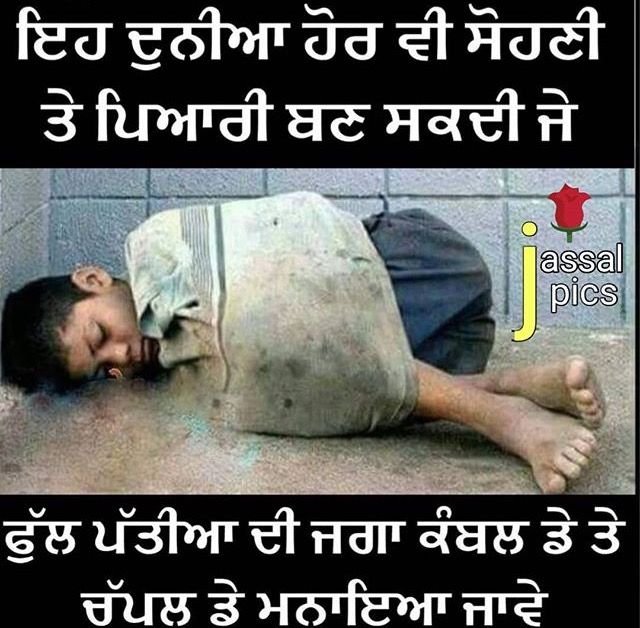 ਇਹ ਦੁਨੀਆ ਹੋਰ ਵੀ ਸੋਹਣੀ
ਤੇ ਪਿਆਰੀ ਬਣ ਸਕਦੀ ਜੇ
jassal
pics
ਫੁੱਲ ਪੱਤੀਆ ਦੀ ਜਗਾ ਕੰਬਲ ਡੇ ਤੇ
ਚੱਪਲ ਡੇ ਮਨਾਇਆ ਜਾਵੇ